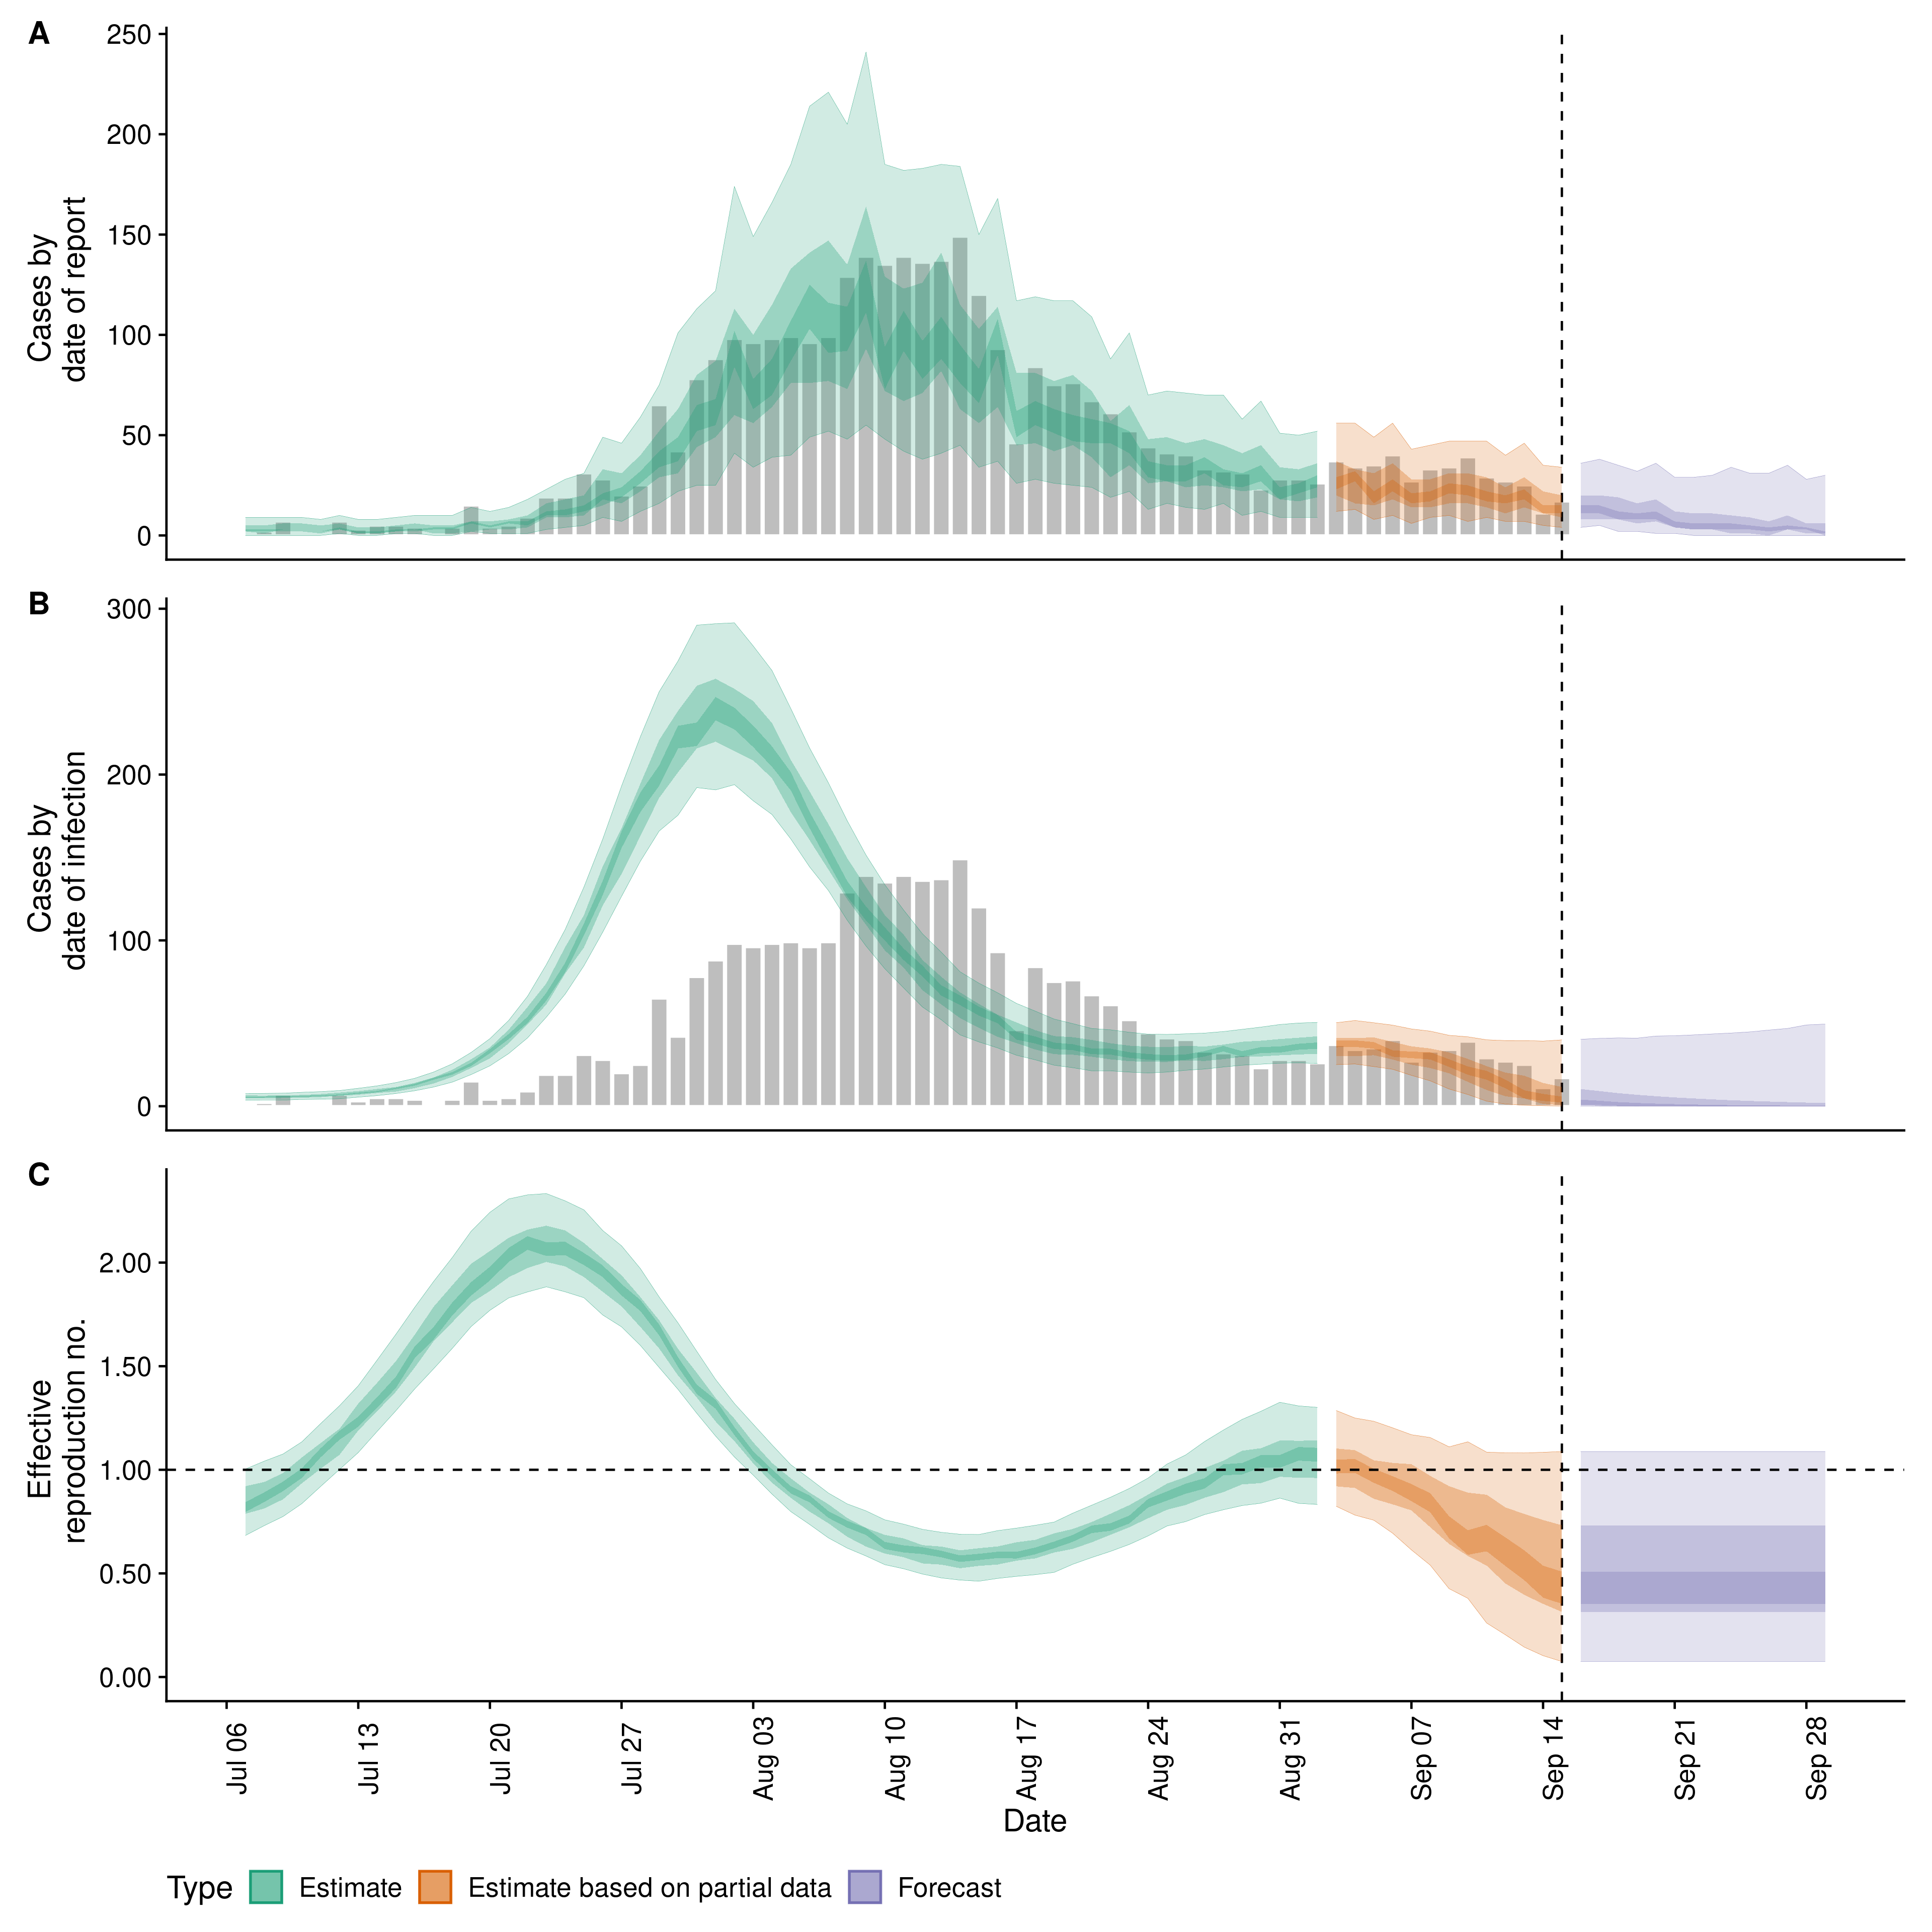 A
250
200
150
100
50
0
Cases by
date of report
B
300
200
100
0
Cases by
date of infection
C
2.00
1.50
1.00
0.50
0.00
Effective
reproduction no.
Jul 06
Jul 13
Jul 20
Jul 27
Aug 03
Aug 10
Aug 17
Aug 24
Aug 31
Sep 07
Sep 14
Sep 21
Sep 28
Date
Type Estimate Estimate based on partial data Forecast